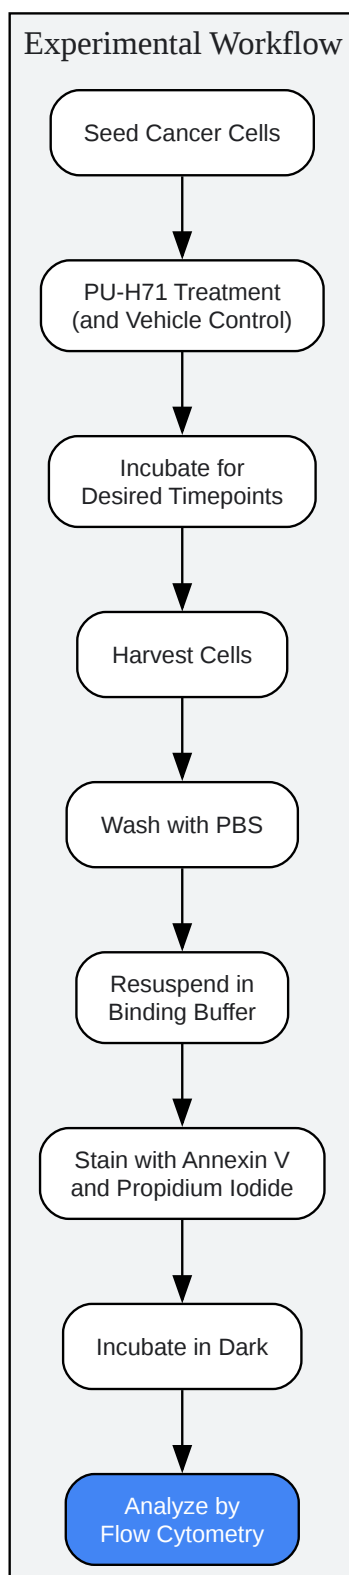 Experimental Workflow
Seed Cancer Cells
PU-H71 Treatment
(and Vehicle Control)
Incubate for
Desired Timepoints
Harvest Cells
Wash with PBS
Resuspend in
Binding Buffer
Stain with Annexin V
and Propidium Iodide
Incubate in Dark
Analyze by
Flow Cytometry